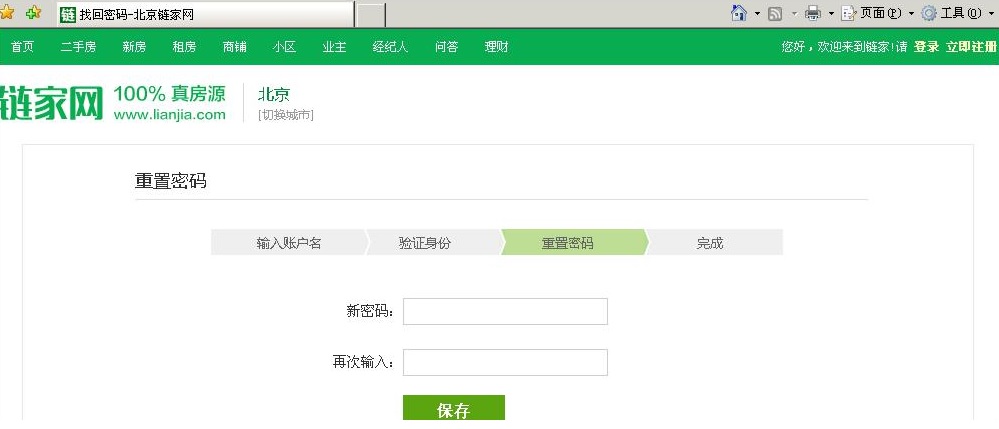 链 找回密码-北京链家网
页面(P) 工具(O)
首页 二手房 新房 租房 商铺 小区 业主 经纪人 问答 理财 您好，欢迎来到链家!请 登录 立即注册
链家网 100% 真房源 北京
www.lianjia.com [切换城市]
重置密码
输入账户名 验证身份 重置密码 完成
新密码：
再次输入：
保存